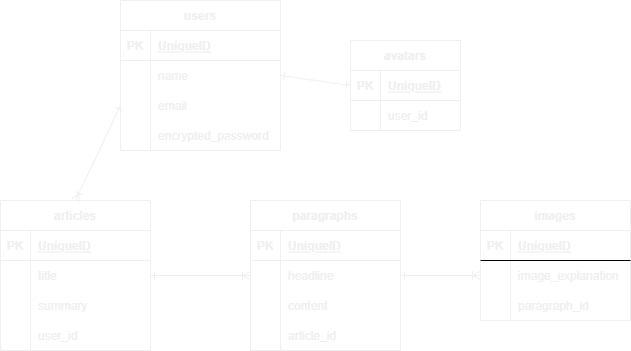 users
PK UniqueID
name
email
encrypted_password
avatars
PK UniqueID
user_id
articles
PK UniqueID
title
summary
user_id
paragraphs
PK UniqueID
headline
content
article_id
images
PK UniqueID
image_explanation
paragraph_id